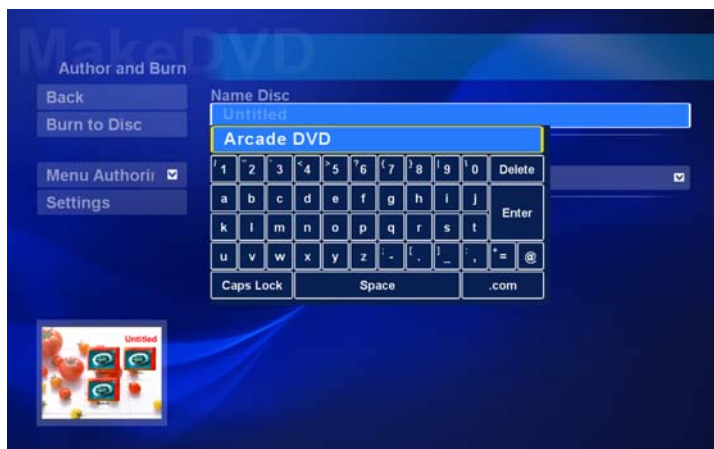 MakeDVD
Author and Burn
Back
Burn to Disc
Menu Authorir
Settings
Name Disc
Untitled
Arcade DVD
1 2 3 <4 >5 ?6 {7 }8 |9 \0 Delete
a b c d e f g h i j
k l m n o p q r s t
Enter
u v w x y z - [. ]_ , += @
Caps Lock Space .com
Untitled